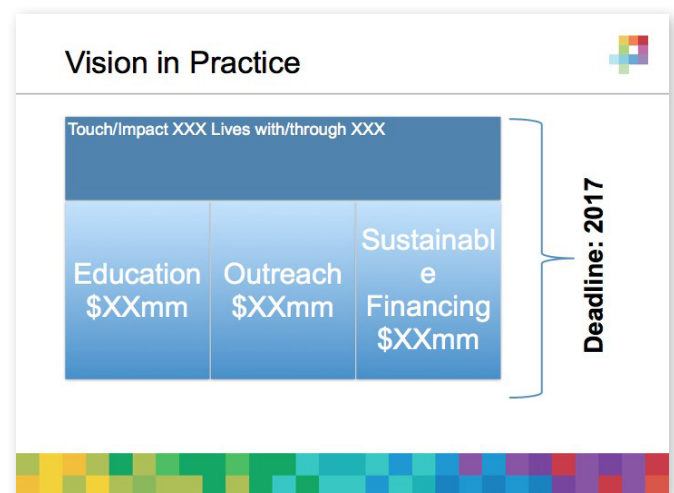 Vision in Practice
Touch/Impact XXX Lives with/through XXX
Education
$XXmm
Outreach
$XXmm
Sustainabl
e
Financing
$XXmm
Deadline: 2017